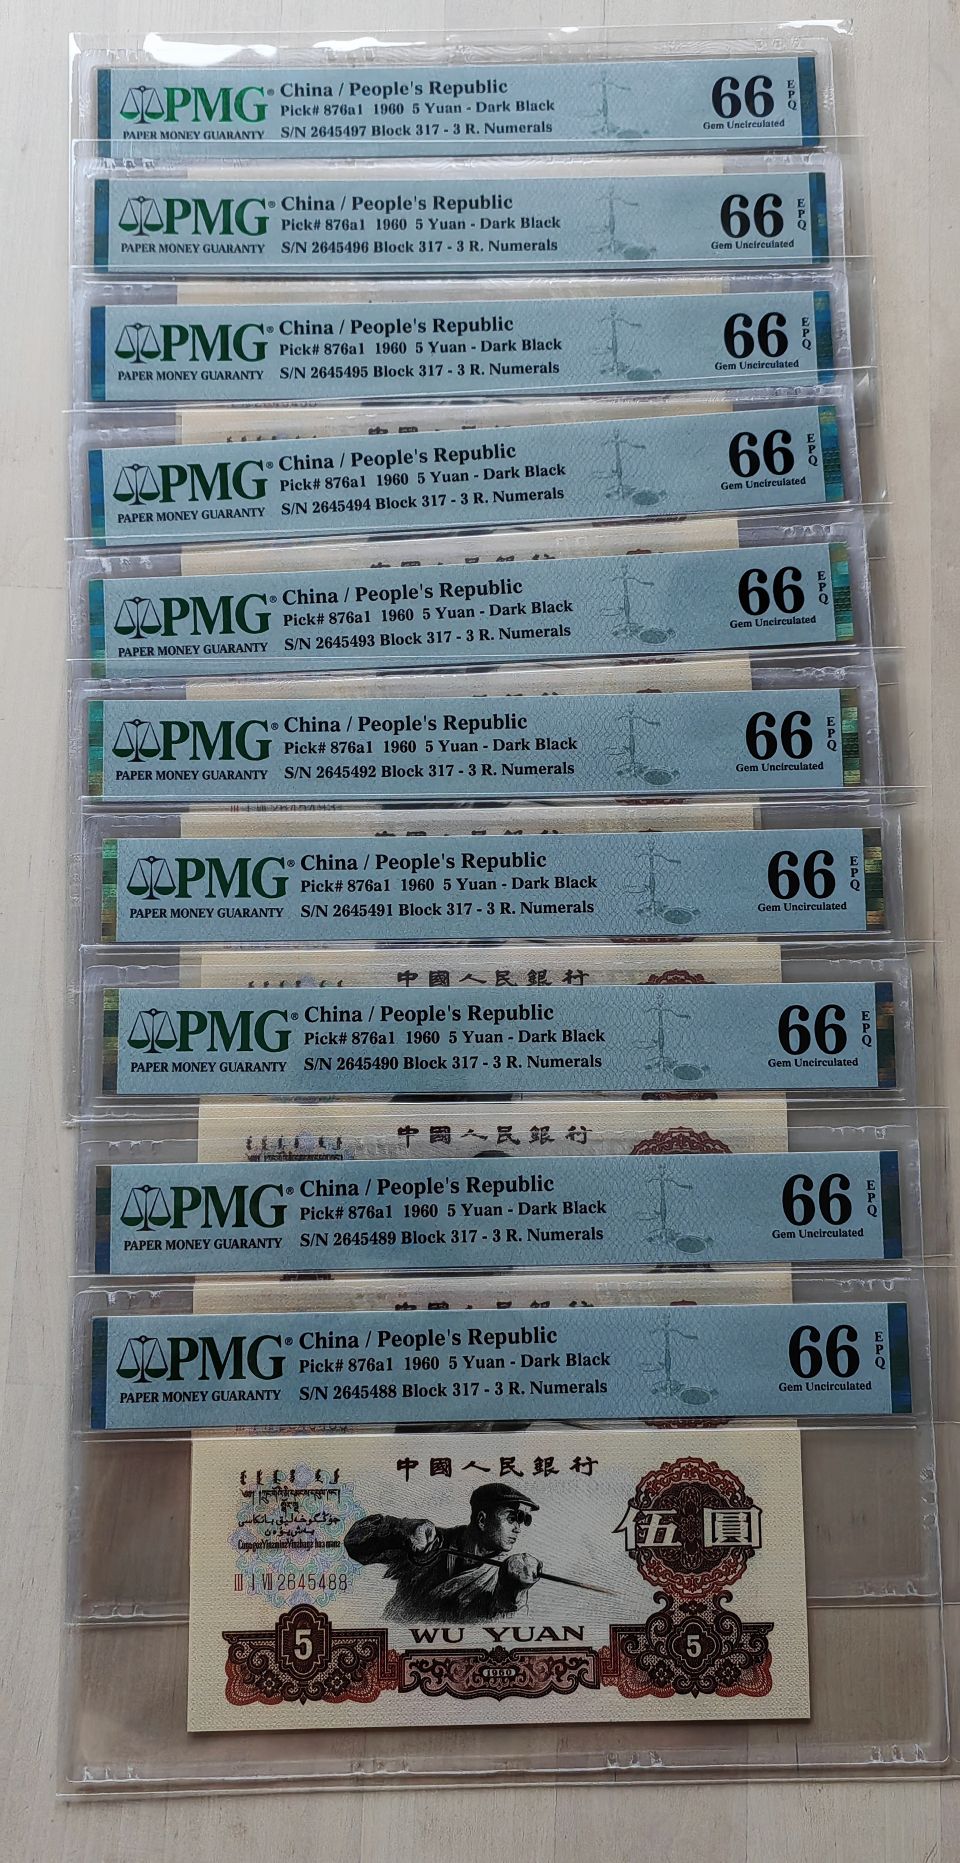 PMG®
PAPER MONEY GUARANTY
China / People's Republic
Pick# 876a1 1960 5 Yuan - Dark Black
S/N 2645497 Block 317 - 3 R. Numerals
66 EPQ
Gem Uncirculated
PMG®
PAPER MONEY GUARANTY
China / People's Republic
Pick# 876a1 1960 5 Yuan - Dark Black
S/N 2645496 Block 317 - 3 R. Numerals
66 EPQ
Gem Uncirculated
PMG®
PAPER MONEY GUARANTY
China / People's Republic
Pick# 876a1 1960 5 Yuan - Dark Black
S/N 2645495 Block 317 - 3 R. Numerals
66 EPQ
Gem Uncirculated
PMG®
PAPER MONEY GUARANTY
China / People's Republic
Pick# 876a1 1960 5 Yuan - Dark Black
S/N 2645494 Block 317 - 3 R. Numerals
66 EPQ
Gem Uncirculated
PMG®
PAPER MONEY GUARANTY
China / People's Republic
Pick# 876a1 1960 5 Yuan - Dark Black
S/N 2645493 Block 317 - 3 R. Numerals
66 EPQ
Gem Uncirculated
PMG®
PAPER MONEY GUARANTY
China / People's Republic
Pick# 876a1 1960 5 Yuan - Dark Black
S/N 2645492 Block 317 - 3 R. Numerals
66 EPQ
Gem Uncirculated
PMG®
PAPER MONEY GUARANTY
China / People's Republic
Pick# 876a1 1960 5 Yuan - Dark Black
S/N 2645491 Block 317 - 3 R. Numerals
66 EPQ
Gem Uncirculated
中國人民銀行
PMG®
PAPER MONEY GUARANTY
China / People's Republic
Pick# 876a1 1960 5 Yuan - Dark Black
S/N 2645490 Block 317 - 3 R. Numerals
66 EPQ
Gem Uncirculated
中國人民銀行
PMG®
PAPER MONEY GUARANTY
China / People's Republic
Pick# 876a1 1960 5 Yuan - Dark Black
S/N 2645489 Block 317 - 3 R. Numerals
66 EPQ
Gem Uncirculated
PMG®
PAPER MONEY GUARANTY
China / People's Republic
Pick# 876a1 1960 5 Yuan - Dark Black
S/N 2645488 Block 317 - 3 R. Numerals
66 EPQ
Gem Uncirculated
中國人民銀行
伍圓
III I VII 2645488
WU YUAN
5
5
1960